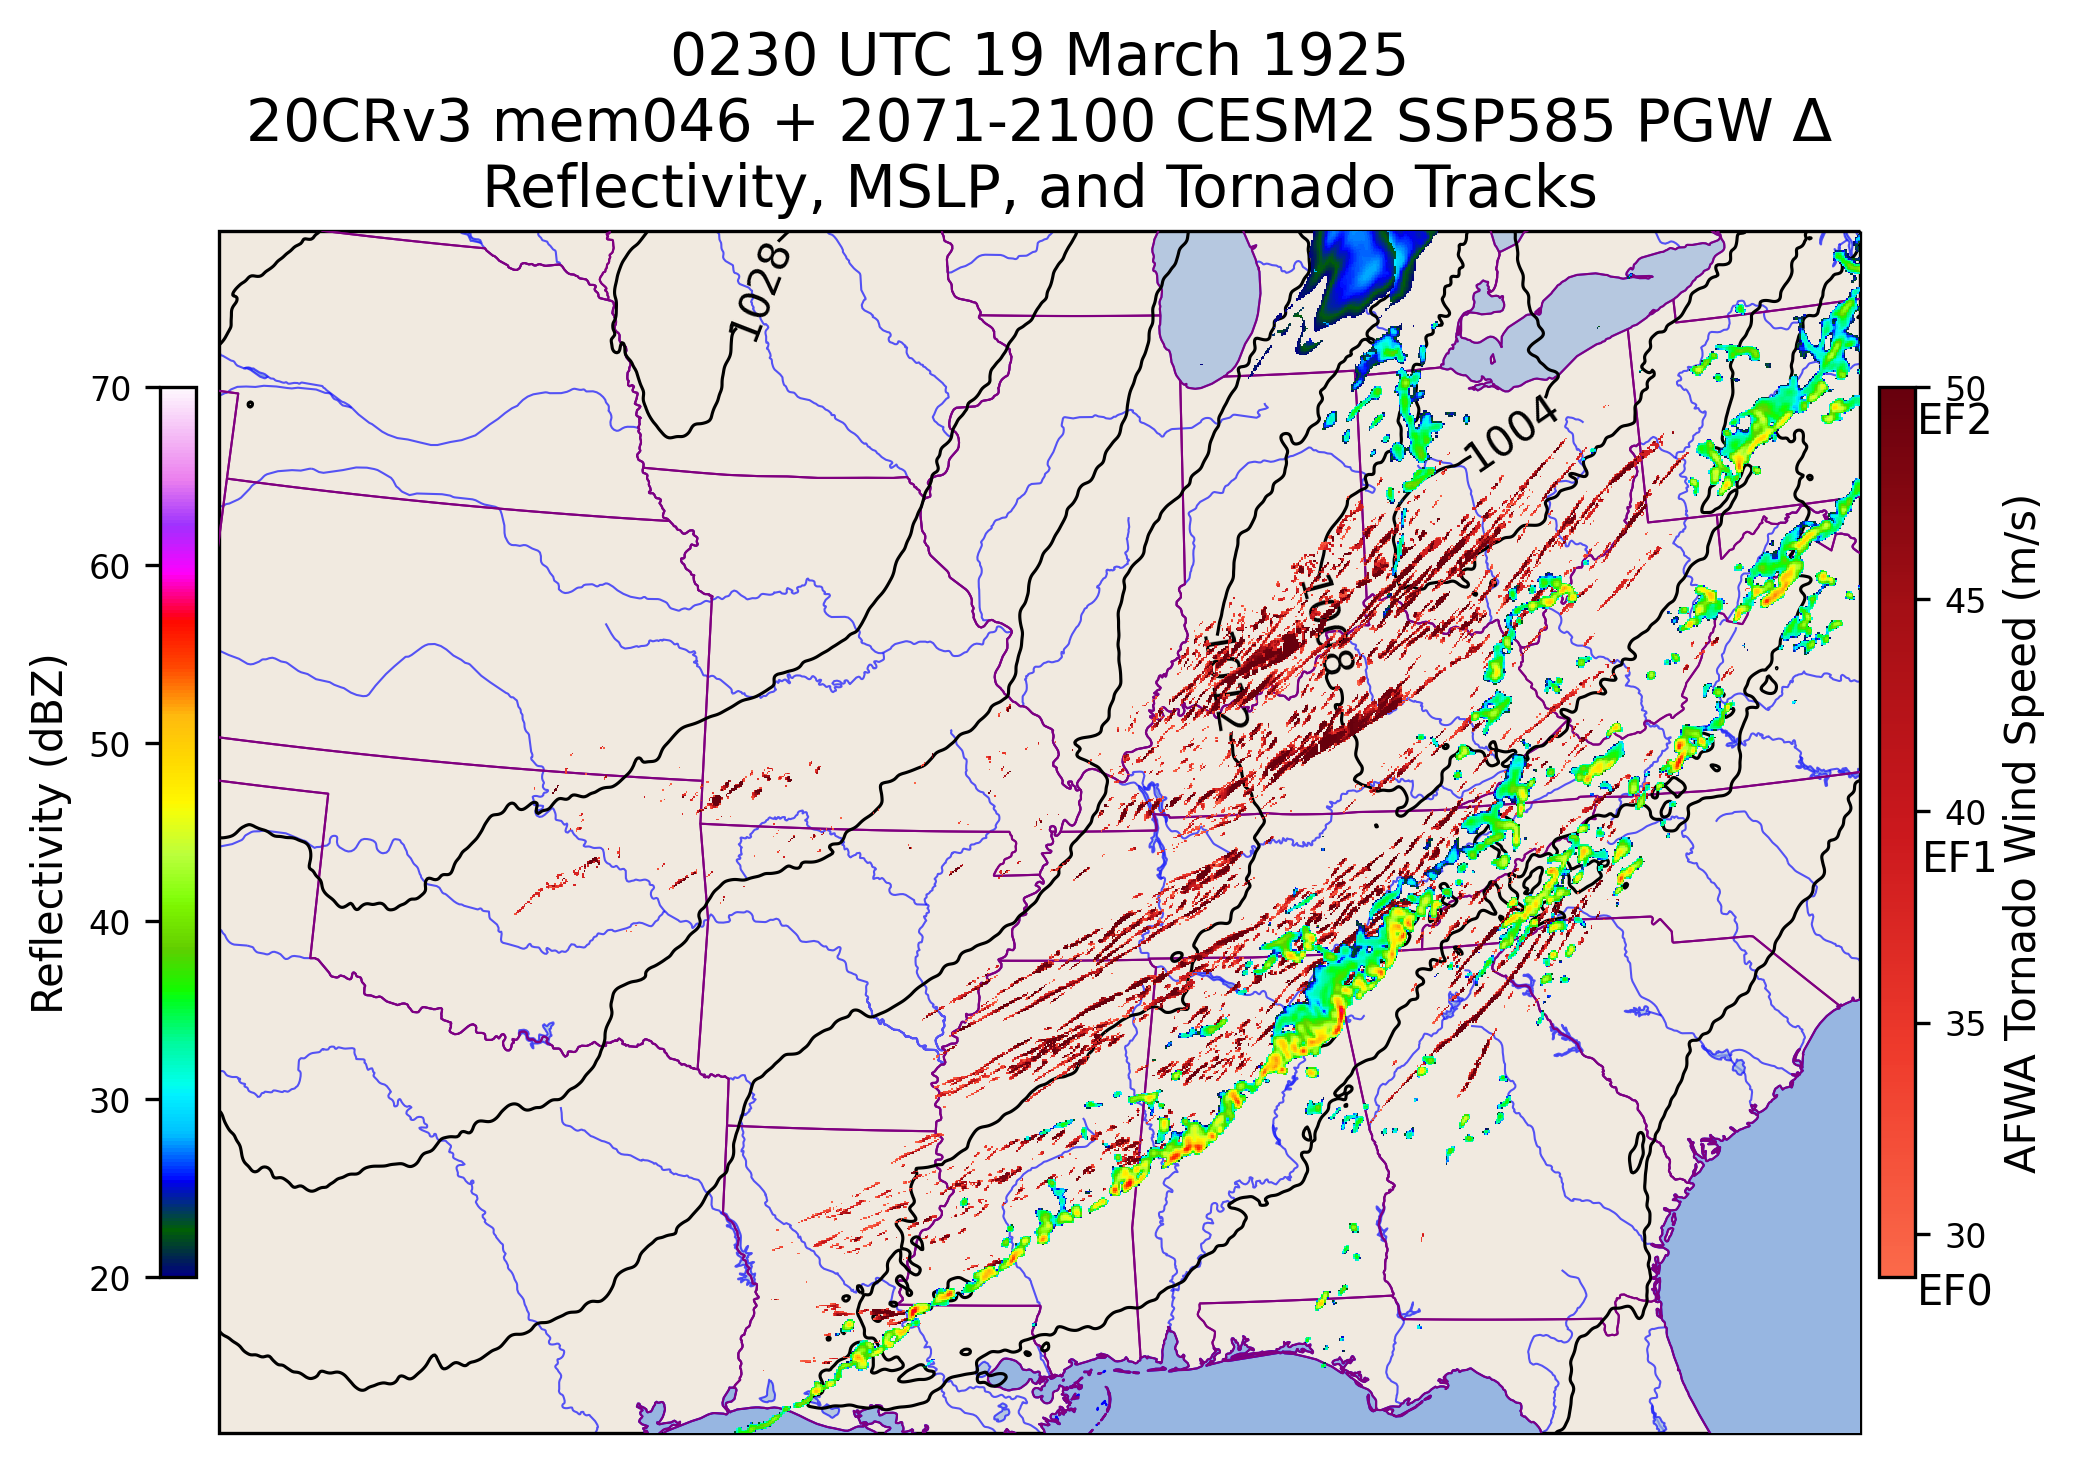 0230 UTC 19 March 1925
20CRv3 mem046 + 2071-2100 CESM2 SSP585 PGW Δ
Reflectivity, MSLP, and Tornado Tracks
1028
1004
1008
1012
70
60
50
40
30
20
Reflectivity (dBZ)
50
EF2
45
40
EF1
35
30
EF0
AFWA Tornado Wind Speed (m/s)